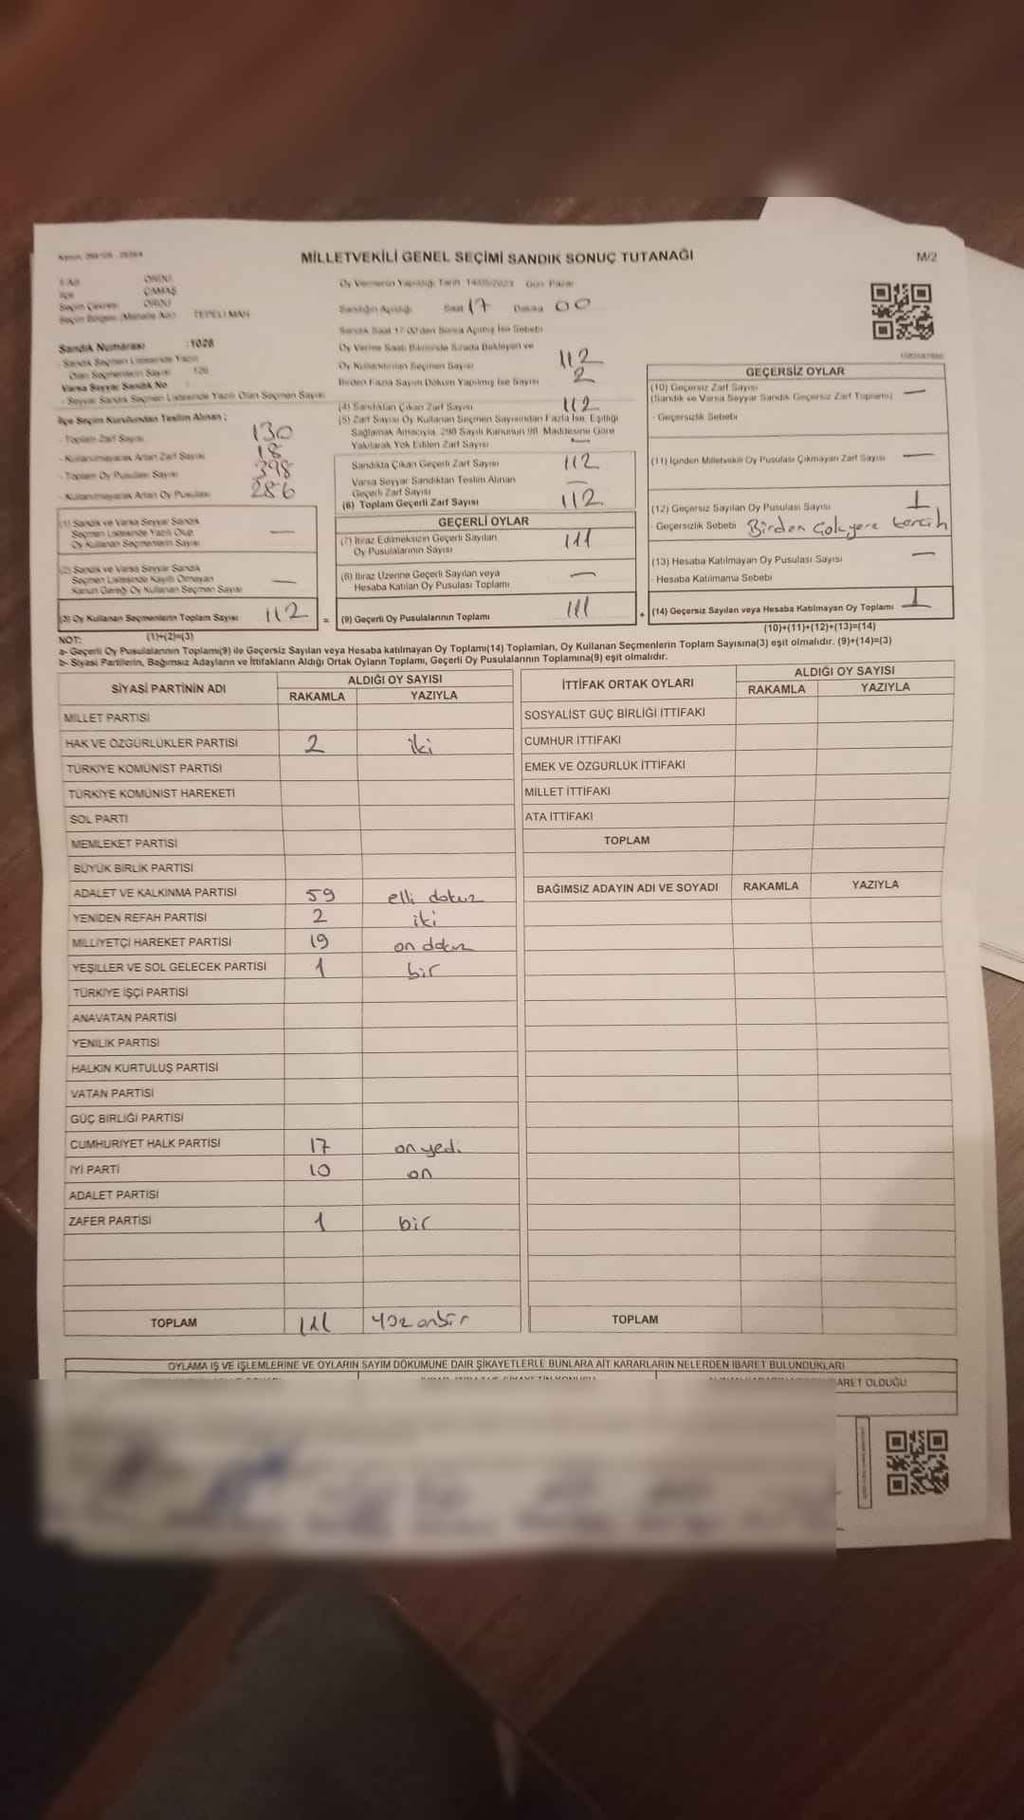 MİLLETVEKİLİ GENEL SEÇİMİ SANDIK SONUÇ TUTANAĞI
M/2
İli ORDU
İlçe ÇAMAŞ
Seçim Çevresi ORDU
Seçim Bölgesi (Mahalle Adı) TEPELİ MAH
Sandık Numarası : 1028
- Sandık Seçmen Listesinde Yazılı
Olan Seçmenlerin Sayısı : 126
Varsa Seyyar Sandık No
- Seyyar Sandık Seçmen Listesinde Yazılı Olan Seçmen Sayısı
İlçe Seçim Kurulundan Teslim Alınan ;
- Toplam Zarf Sayısı 130
- Kullanılmayarak Artan Zarf Sayısı 18
- Toplam Oy Pusulası Sayısı 398
- Kullanılmayarak Artan Oy Pusulası 286
(1) Sandık ve Varsa Seyyar Sandık
Seçmen Listesinde Yazılı Olup
Oy Kullanan Seçmenlerin Sayısı —
(2) Sandık ve Varsa Seyyar Sandık
Seçmen Listesinde Kayıtlı Olmayan
Kanun Gereği Oy Kullanan Seçmen Sayısı —
(3) Oy Kullanan Seçmenlerin Toplam Sayısı 112 =
Oy Vermenin Yapıldığı Tarih: 14/05/2023 Gün: Pazar
Sandığın Açıldığı Saat 17 Dakika 00
Sandık Saat 17:00'den Sonra Açılmış İse Sebebi
Oy Verme Saati Bitiminde Sırada Bekleyen ve
Oy Kullandırılan Seçmen Sayısı 112
Birden Fazla Sayım Döküm Yapılmış İse Sayısı 2
(4) Sandıktan Çıkan Zarf Sayısı 112
(5) Zarf Sayısı Oy Kullanan Seçmen Sayısından Fazla İse, Eşitliği
Sağlamak Amacıyla, 298 Sayılı Kanunun 98. Maddesine Göre
Yakılarak Yok Edilen Zarf Sayısı —
Sandıkta Çıkan Geçerli Zarf Sayısı 112
Varsa Seyyar Sandıktan Teslim Alınan
Geçerli Zarf Sayısı —
(6) Toplam Geçerli Zarf Sayısı 112
GEÇERLİ OYLAR
(7) İtiraz Edilmeksizin Geçerli Sayılan
Oy Pusulalarının Sayısı 111
(8) İtiraz Üzerine Geçerli Sayılan veya
Hesaba Katılan Oy Pusulası Toplamı —
(9) Geçerli Oy Pusulalarının Toplamı 111 +
GEÇERSİZ OYLAR
(10) Geçersiz Zarf Sayısı
(Sandık ve Varsa Seyyar Sandık Geçersiz Zarf Toplamı) —
- Geçersizlik Sebebi
(11) İçinden Milletvekili Oy Pusulası Çıkmayan Zarf Sayısı —
(12) Geçersiz Sayılan Oy Pusulası Sayısı 1
- Geçersizlik Sebebi Birden çok yere tercih
(13) Hesaba Katılmayan Oy Pusulası Sayısı —
- Hesaba Katılmama Sebebi
(14) Geçersiz Sayılan veya Hesaba Katılmayan Oy Toplamı 1
NOT: (1)+(2)=(3)
(10)+(11)+(12)+(13)=(14)
a- Geçerli Oy Pusulalarının Toplamı(9) ile Geçersiz Sayılan veya Hesaba katılmayan Oy Toplamı(14) Toplamları, Oy Kullanan Seçmenlerin Toplam Sayısına(3) eşit olmalıdır. (9)+(14)=(3)
b- Siyasi Partilerin, Bağımsız Adayların ve İttifakların Aldığı Ortak Oyların Toplamı, Geçerli Oy Pusulalarının Toplamına(9) eşit olmalıdır.
SİYASİ PARTİNİN ADI ALDIĞI OY SAYISI
RAKAMLA YAZIYLA
MİLLET PARTİSİ
HAK VE ÖZGÜRLÜKLER PARTİSİ 2 iki
TÜRKİYE KOMÜNİST PARTİSİ
TÜRKİYE KOMÜNİST HAREKETİ
SOL PARTİ
MEMLEKET PARTİSİ
BÜYÜK BİRLİK PARTİSİ
ADALET VE KALKINMA PARTİSİ 59 elli dokuz
YENİDEN REFAH PARTİSİ 2 iki
MİLLİYETÇİ HAREKET PARTİSİ 19 on dokuz
YEŞİLLER VE SOL GELECEK PARTİSİ 1 bir
TÜRKİYE İŞÇİ PARTİSİ
ANAVATAN PARTİSİ
YENİLİK PARTİSİ
HALKIN KURTULUŞ PARTİSİ
VATAN PARTİSİ
GÜÇ BİRLİĞİ PARTİSİ
CUMHURİYET HALK PARTİSİ 17 on yedi
İYİ PARTİ 10 on
ADALET PARTİSİ
ZAFER PARTİSİ 1 bir
TOPLAM 111 yüz onbir
İTTİFAK ORTAK OYLARI ALDIĞI OY SAYISI
RAKAMLA YAZIYLA
SOSYALİST GÜÇ BİRLİĞİ İTTİFAKI
CUMHUR İTTİFAKI
EMEK VE ÖZGÜRLÜK İTTİFAKI
MİLLET İTTİFAKI
ATA İTTİFAKI
TOPLAM
BAĞIMSIZ ADAYIN ADI VE SOYADI RAKAMLA YAZIYLA
TOPLAM
OYLAMA İŞ VE İŞLEMLERİNE VE OYLARIN SAYIM DÖKÜMÜNE DAİR ŞİKAYETLERLE BUNLARA AİT KARARLARIN NELERDEN İBARET BULUNDUKLARI
ARET OLDUĞU